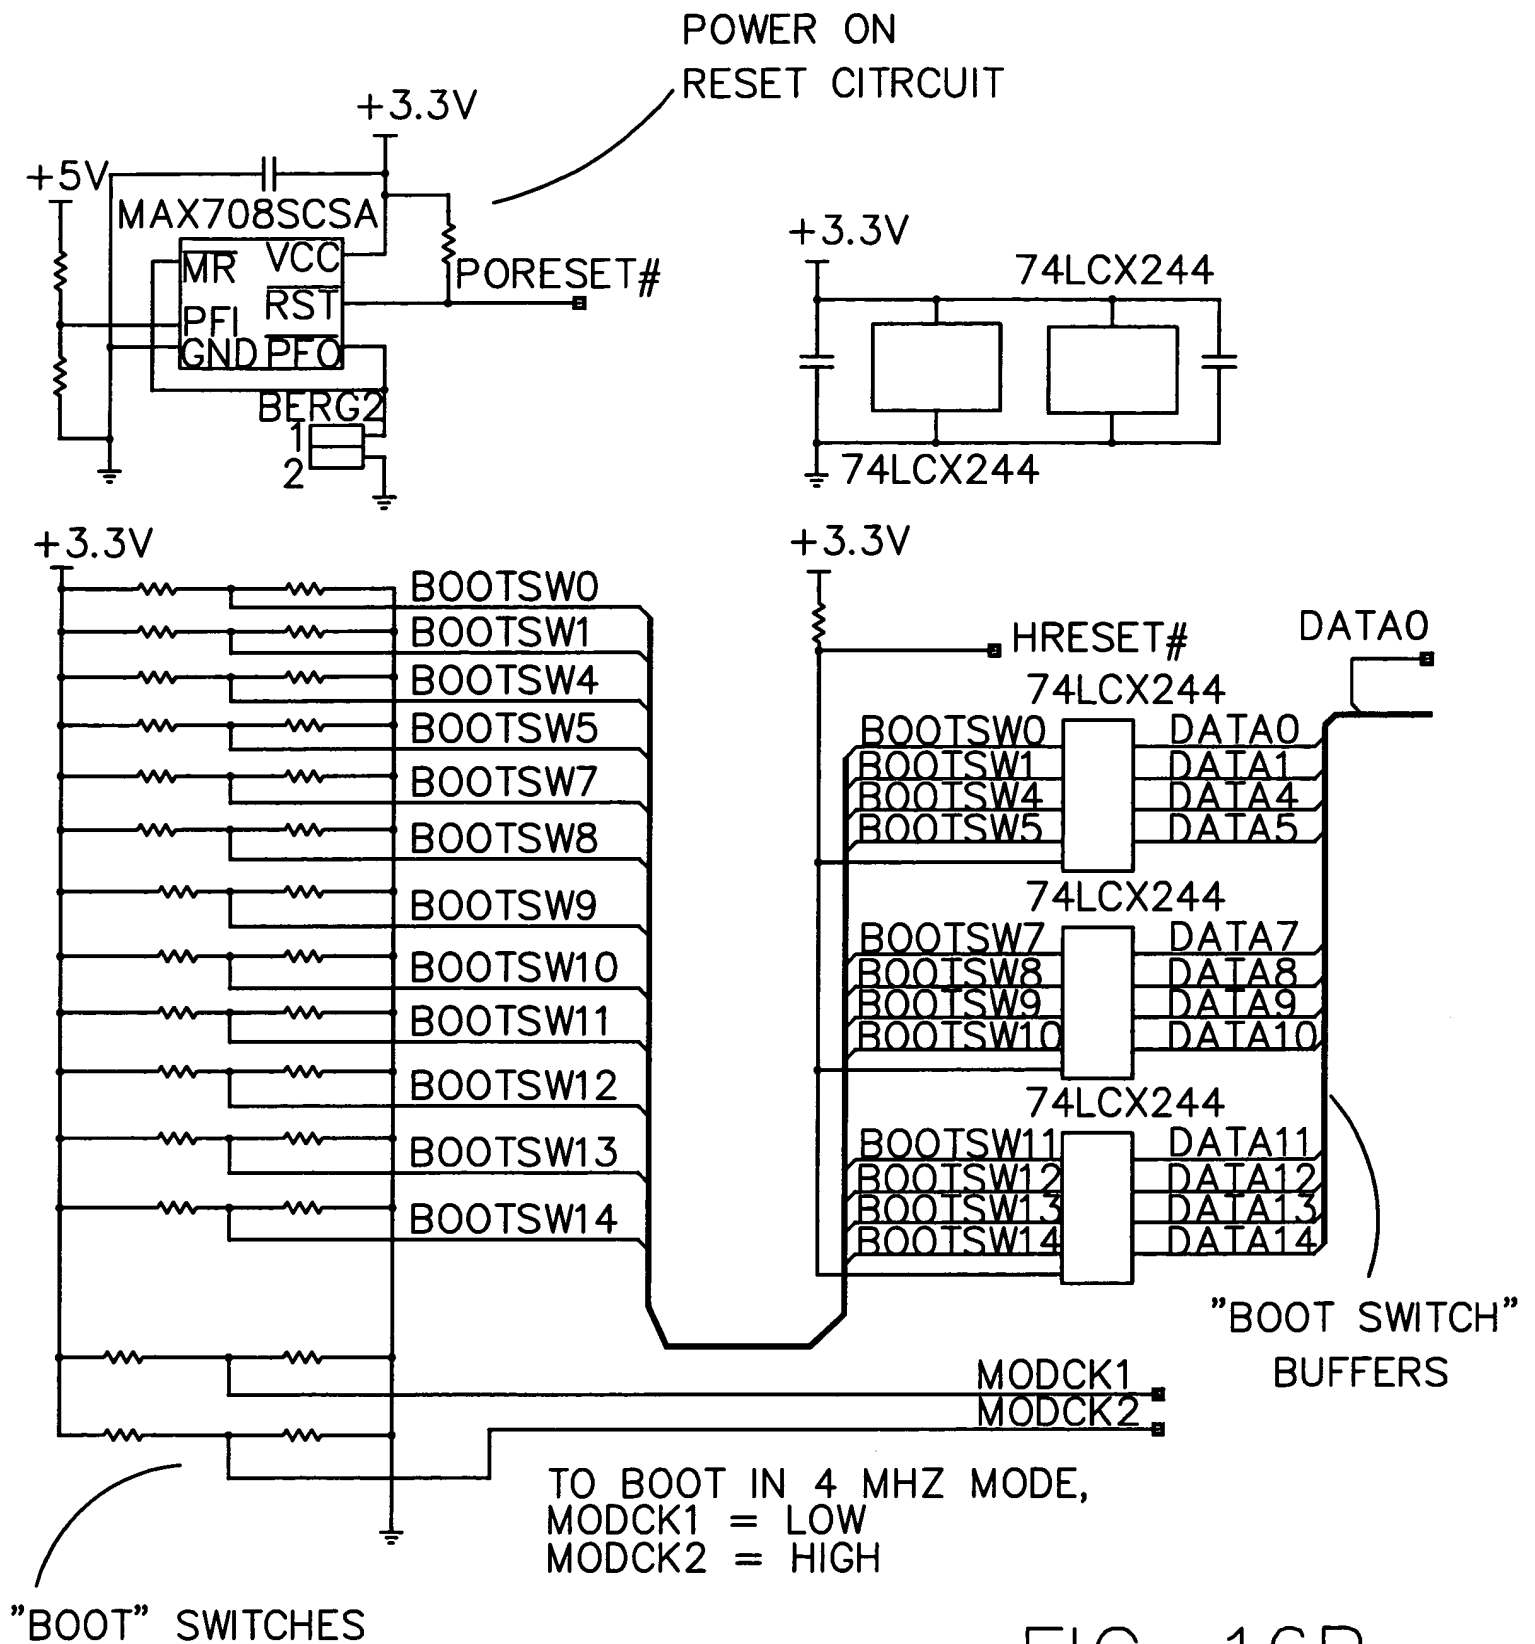 POWER ON
RESET CITRCUIT
+3.3V
+5V
MAX708SCSA
MR VCC
RST
PFI
GND PFO
PORESET#
BERG2
1
2
+3.3V
74LCX244
74LCX244
+3.3V
BOOTSW0
BOOTSW1
BOOTSW4
BOOTSW5
BOOTSW7
BOOTSW8
BOOTSW9
BOOTSW10
BOOTSW11
BOOTSW12
BOOTSW13
BOOTSW14
+3.3V
HRESET#
DATA0
74LCX244
BOOTSW0 DATA0
BOOTSW1 DATA1
BOOTSW4 DATA4
BOOTSW5 DATA5
74LCX244
BOOTSW7 DATA7
BOOTSW8 DATA8
BOOTSW9 DATA9
BOOTSW10 DATA10
74LCX244
BOOTSW11 DATA11
BOOTSW12 DATA12
BOOTSW13 DATA13
BOOTSW14 DATA14
"BOOT SWITCH"
BUFFERS
MODCK1
MODCK2
TO BOOT IN 4 MHZ MODE,
MODCK1 = LOW
MODCK2 = HIGH
"BOOT" SWITCHES